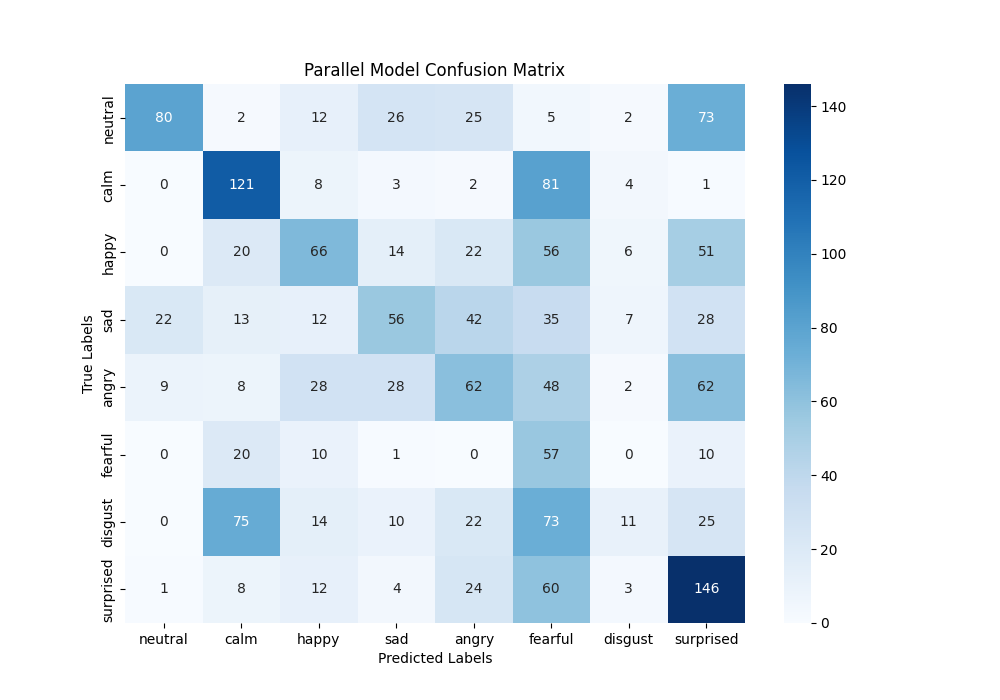 Parallel Model Confusion Matrix
True Labels
neutral 80 2 12 26 25 5 2 73
calm 0 121 8 3 2 81 4 1
happy 0 20 66 14 22 56 6 51
sad 22 13 12 56 42 35 7 28
angry 9 8 28 28 62 48 2 62
fearful 0 20 10 1 0 57 0 10
disgust 0 75 14 10 22 73 11 25
surprised 1 8 12 4 24 60 3 146
neutral calm happy sad angry fearful disgust surprised
Predicted Labels
140
120
100
80
60
40
20
0